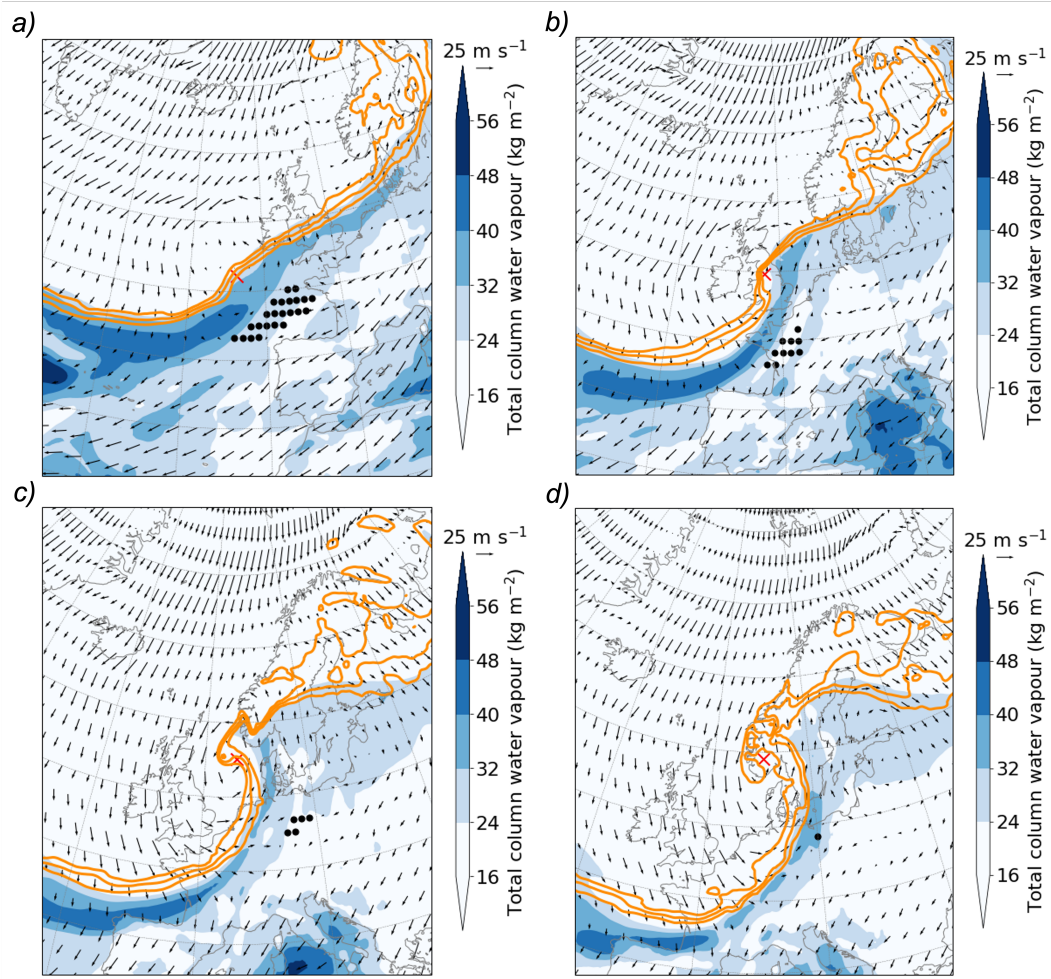 a)
25 m s⁻¹
56
48
40
32
24
16
Total column water vapour (kg m⁻²)
b)
25 m s⁻¹
56
48
40
32
24
16
Total column water vapour (kg m⁻²)
c)
25 m s⁻¹
56
48
40
32
24
16
Total column water vapour (kg m⁻²)
d)
25 m s⁻¹
56
48
40
32
24
16
Total column water vapour (kg m⁻²)